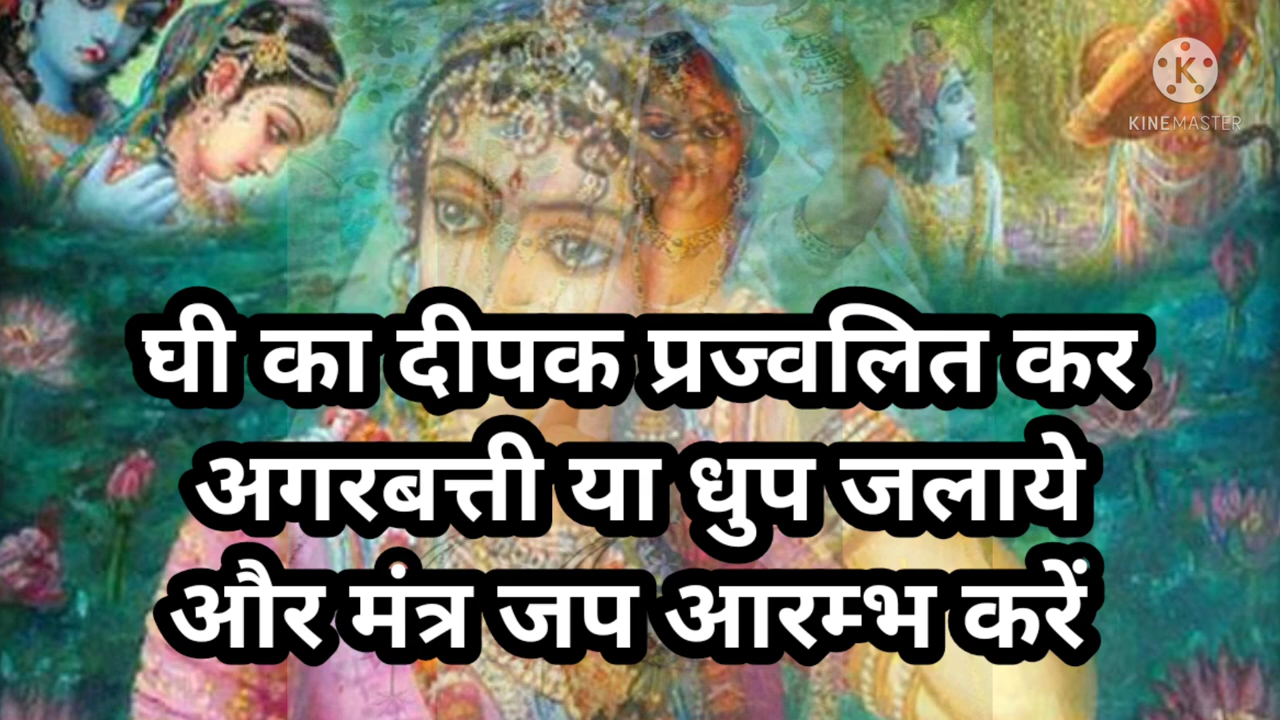 KINEMASTER
घी का दीपक प्रज्वलित कर
अगरबत्ती या धुप जलाये
और मंत्र जप आरम्भ करें